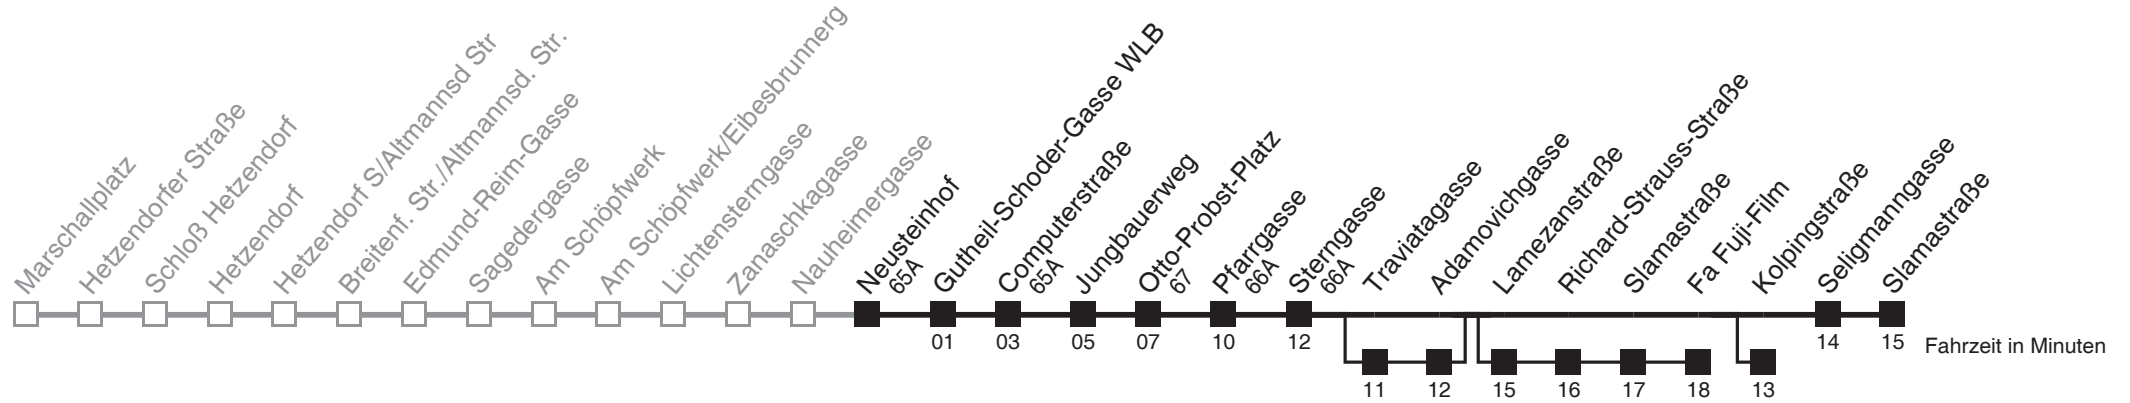 Marschallplatz
Hetzendorfer Straße
Schloß Hetzendorf
Hetzendorf
Hetzendorf S/Altmannsd Str
Breitenf. Str./Altmannsd. Str.
Edmund-Reim-Gasse
Sagedergasse
Am Schöpfwerk
Am Schöpfwerk/Eibesbrunnerg
Lichtensterngasse
Zanaschkagasse
Nauheimergasse
Neusteinhof
65A
Gutheil-Schoder-Gasse WLB
Computerstraße
65A
Jungbauerweg
Otto-Probst-Platz
67
Pfarrgasse
66A
Sterngasse
66A
Traviatagasse
Adamovichgasse
Lamezanstraße
Richard-Strauss-Straße
Slamastraße
Fa Fuji-Film
Kolpingstraße
Seligmanngasse
Slamastraße
01 03 05 07 10 12 14 15 Fahrzeit in Minuten
11 12 15 16 17 18 13